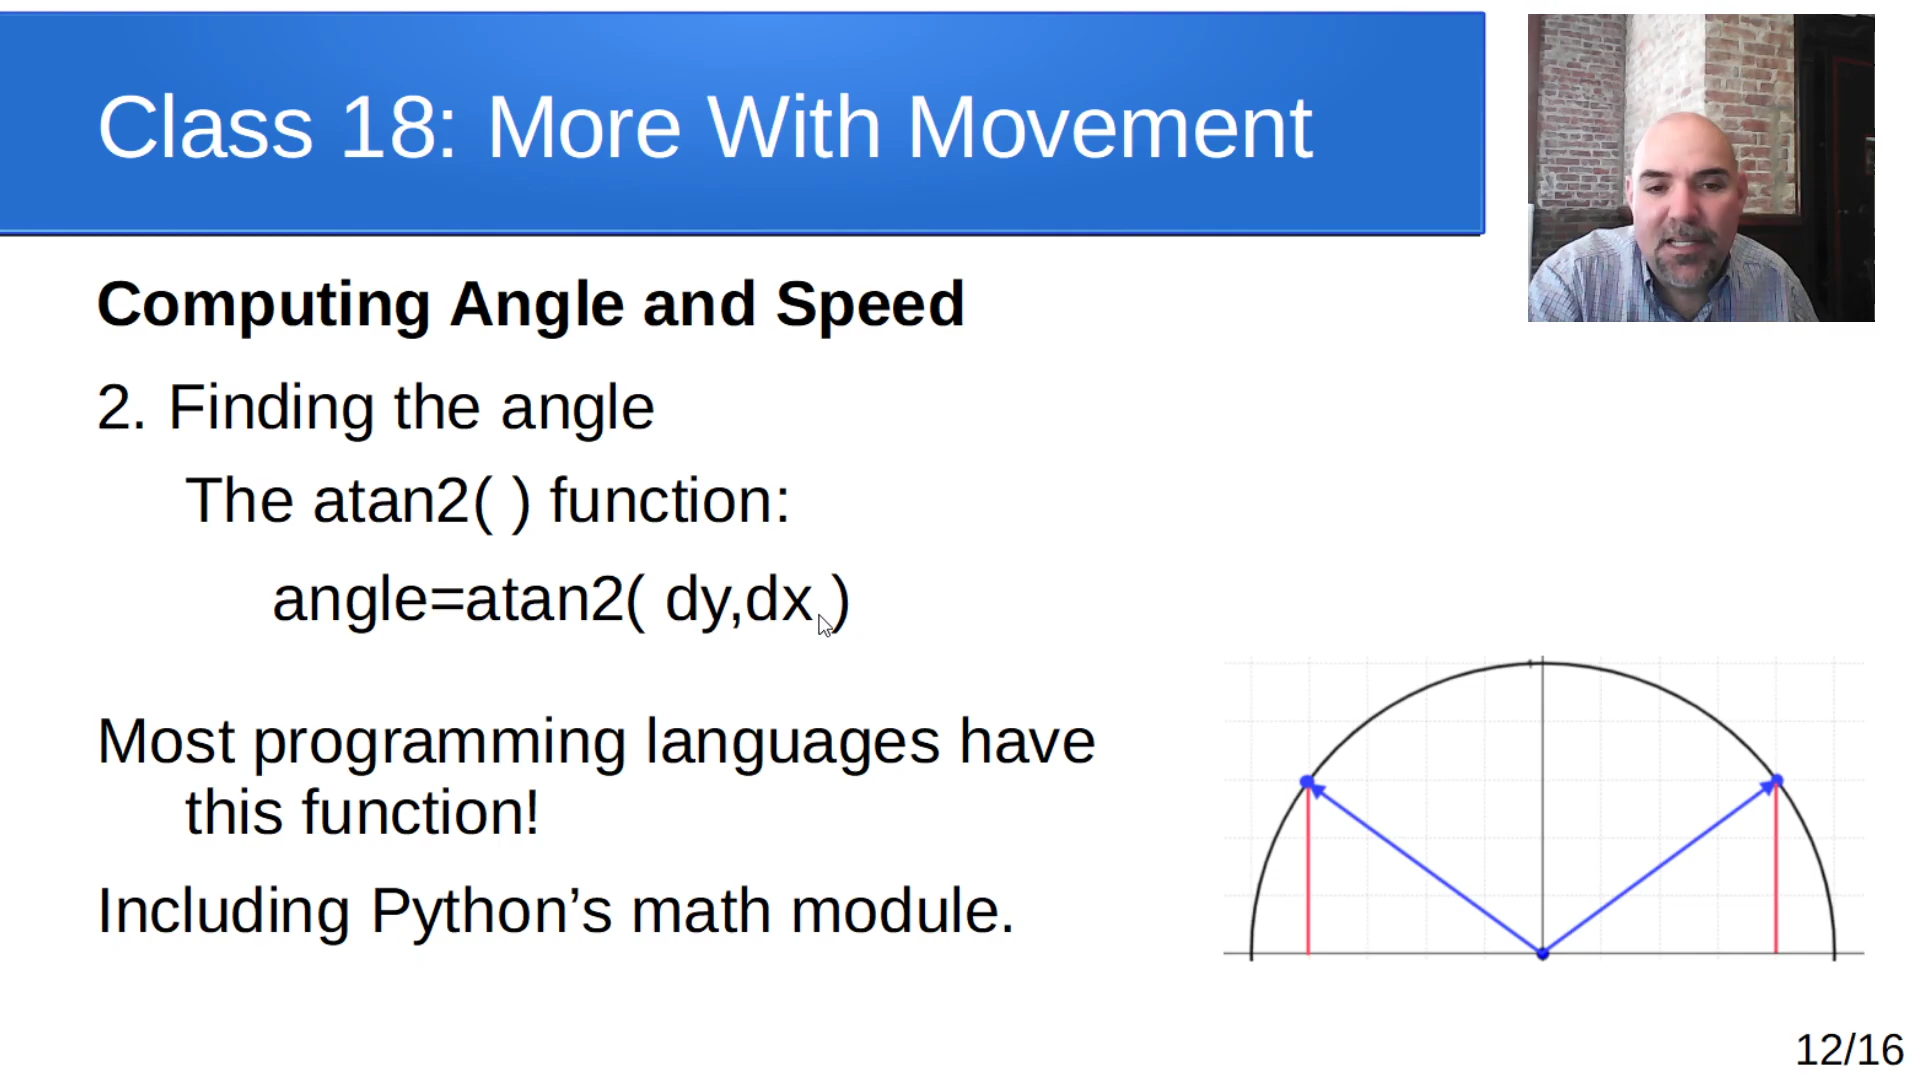 Class 18: More With Movement
Computing Angle and Speed
2. Finding the angle
The atan2( ) function:
angle=atan2( dy,dx )
Most programming languages have
this function!
Including Python’s math module.
12/16